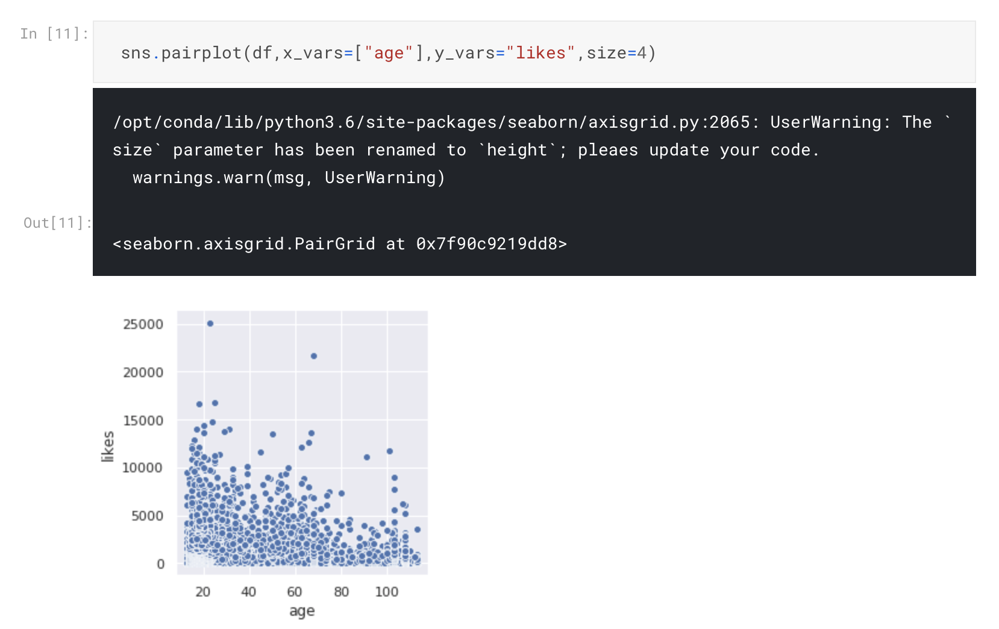 In [11]:
sns.pairplot(df,x_vars=["age"],y_vars="likes",size=4)
/opt/conda/lib/python3.6/site-packages/seaborn/axisgrid.py:2065: UserWarning: The `
size` parameter has been renamed to `height`; pleaes update your code.
  warnings.warn(msg, UserWarning)
Out[11]:
<seaborn.axisgrid.PairGrid at 0x7f90c9219dd8>
25000
20000
15000
10000
5000
0
likes
20 40 60 80 100
age